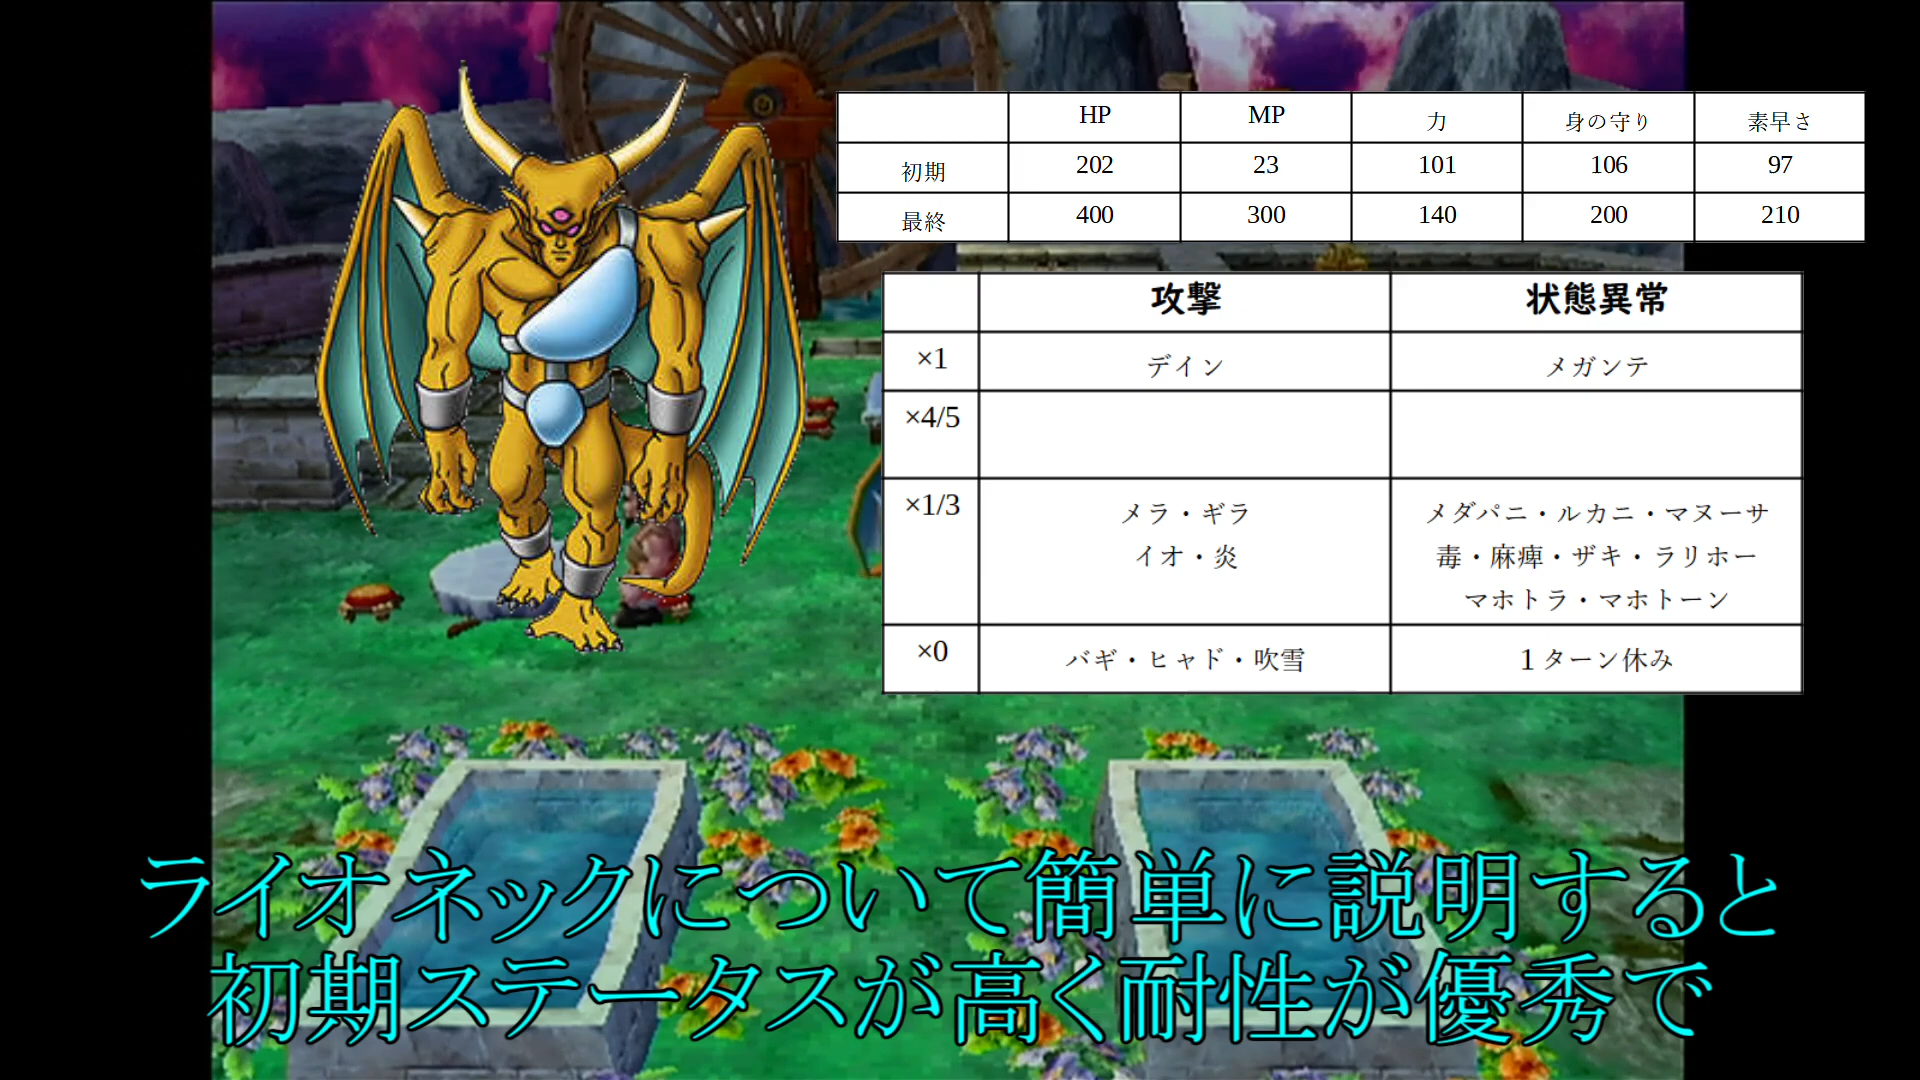 HP MP 力 身の守り 素早さ
初期 202 23 101 106 97
最終 400 300 140 200 210
攻撃 状態異常
×1 デイン メガンテ
×4/5
×1/3 メラ・ギラ メダパニ・ルカニ・マヌーサ
イオ・炎 毒・麻痺・ザキ・ラリホー
マホトラ・マホトーン
×0 バギ・ヒャド・吹雪 1ターン休み
ライオネックについて簡単に説明すると
初期ステータスが高く耐性が優秀で